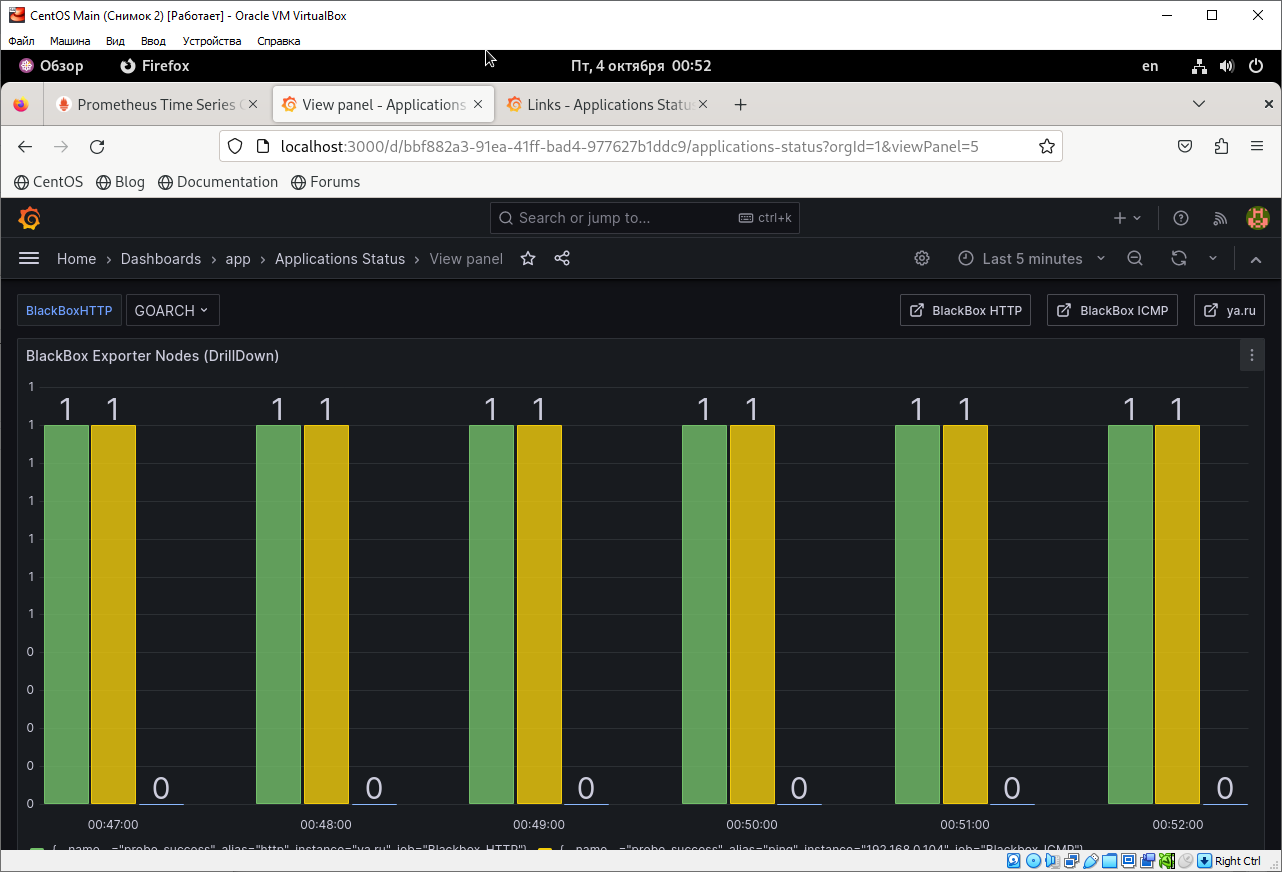 CentOS Main (Снимок 2) [Работает] - Oracle VM VirtualBox
Файл Машина Вид Ввод Устройства Справка
Обзор Firefox Пт, 4 октября 00:52 en
Prometheus Time Series View panel - Applications Links - Applications Statu
localhost:3000/d/bbf882a3-91ea-41ff-bad4-977627b1ddc9/applications-status?orgId=1&viewPanel=5
CentOS Blog Documentation Forums
Search or jump to... ctrl+k
Home › Dashboards › app › Applications Status › View panel Last 5 minutes
BlackBoxHTTP GOARCH BlackBox HTTP BlackBox ICMP ya.ru
BlackBox Exporter Nodes (DrillDown)
1
1 1 1 1 1 1 1 1 1 1 1 1
1
1
1
1
1
1
0
0
0
0
0 0 0 0 0 0
0
00:47:00 00:48:00 00:49:00 00:50:00 00:51:00 00:52:00
{__name__="probe_success", alias="http", instance="ya.ru", job="Blackbox_HTTP"} {__name__="probe_success", alias="ping", instance="192.168.0.104", job="Blackbox_ICMP"}
Right Ctrl